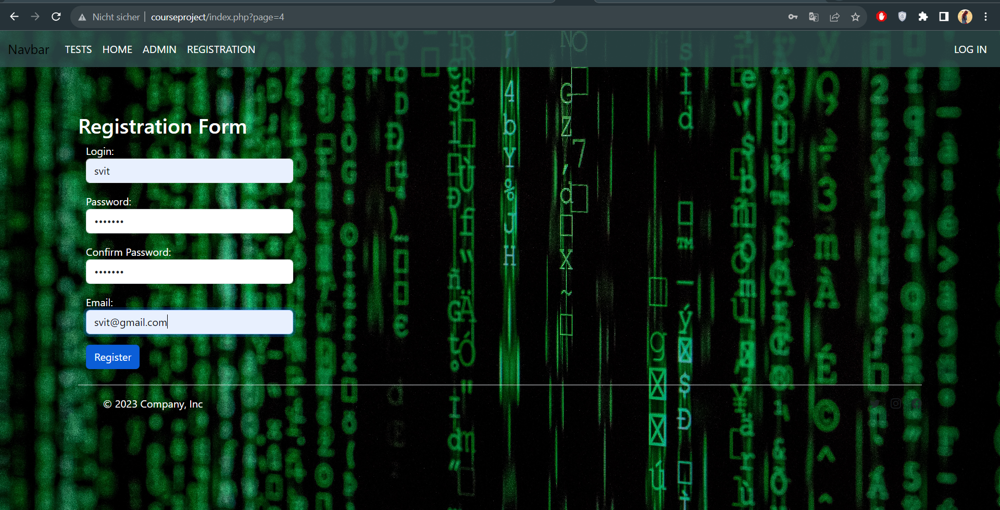 Nicht sicher courseproject/index.php?page=4
Navbar TESTS HOME ADMIN REGISTRATION LOG IN
Registration Form
Login:
svit
Password:
•••••••
Confirm Password:
•••••••
Email:
svit@gmail.com
Register
© 2023 Company, Inc